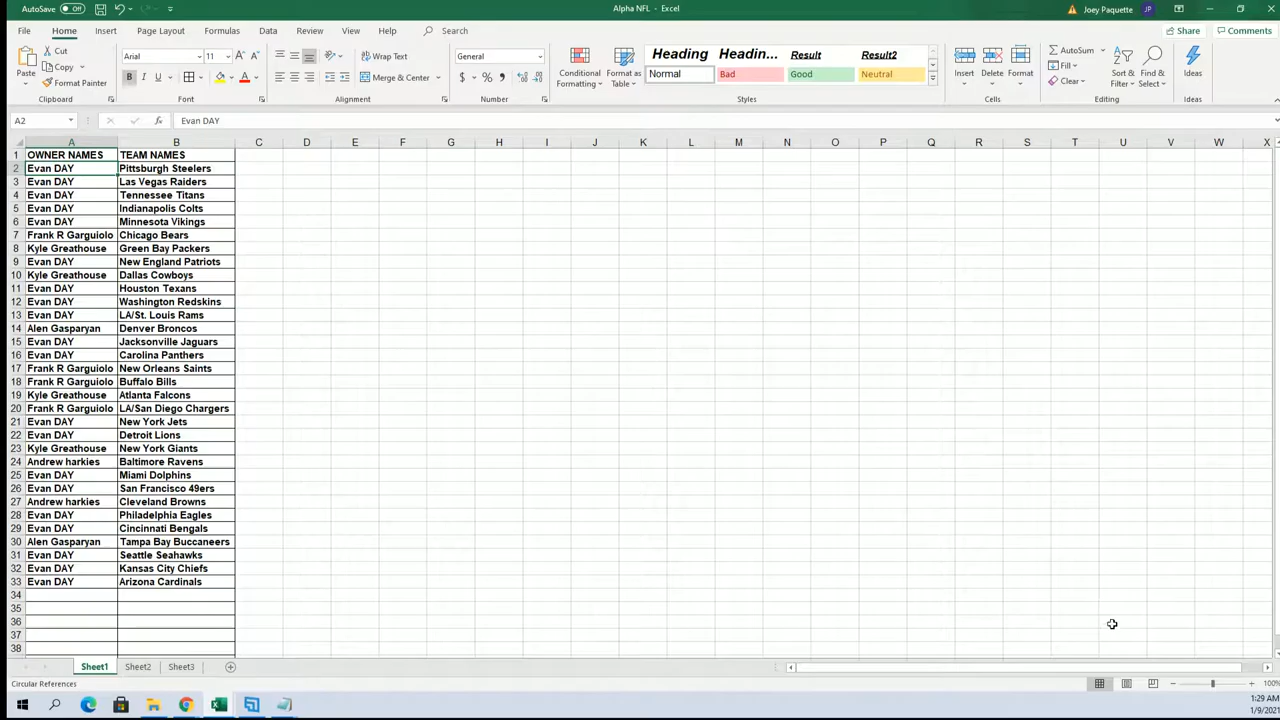 AutoSave Off Alpha NFL - Excel Joey Paquette JP
File Home Insert Page Layout Formulas Data Review View Help Search Share Comments
Paste Cut Copy Format Painter Clipboard
Arial 11 A A B I U A Font
Wrap Text Merge & Center Alignment
General $ % Number
Conditional Formatting Format as Table
Heading Headin... Result Result2
Normal Bad Good Neutral
Styles
Insert Delete Format Cells
AutoSum Fill Clear Sort & Filter Find & Select Editing
Ideas Ideas
A2 fx Evan DAY
A B C D E F G H I J K L M N O P Q R S T U V W X
1 OWNER NAMES TEAM NAMES
2 Evan DAY Pittsburgh Steelers
3 Evan DAY Las Vegas Raiders
4 Evan DAY Tennessee Titans
5 Evan DAY Indianapolis Colts
6 Evan DAY Minnesota Vikings
7 Frank R Garguiolo Chicago Bears
8 Kyle Greathouse Green Bay Packers
9 Evan DAY New England Patriots
10 Kyle Greathouse Dallas Cowboys
11 Evan DAY Houston Texans
12 Evan DAY Washington Redskins
13 Evan DAY LA/St. Louis Rams
14 Alen Gasparyan Denver Broncos
15 Evan DAY Jacksonville Jaguars
16 Evan DAY Carolina Panthers
17 Frank R Garguiolo New Orleans Saints
18 Frank R Garguiolo Buffalo Bills
19 Kyle Greathouse Atlanta Falcons
20 Frank R Garguiolo LA/San Diego Chargers
21 Evan DAY New York Jets
22 Evan DAY Detroit Lions
23 Kyle Greathouse New York Giants
24 Andrew harkies Baltimore Ravens
25 Evan DAY Miami Dolphins
26 Evan DAY San Francisco 49ers
27 Andrew harkies Cleveland Browns
28 Evan DAY Philadelphia Eagles
29 Evan DAY Cincinnati Bengals
30 Alen Gasparyan Tampa Bay Buccaneers
31 Evan DAY Seattle Seahawks
32 Evan DAY Kansas City Chiefs
33 Evan DAY Arizona Cardinals
34
35
36
37
38
Sheet1 Sheet2 Sheet3
Circular References 100%
1:29 AM
1/9/2021